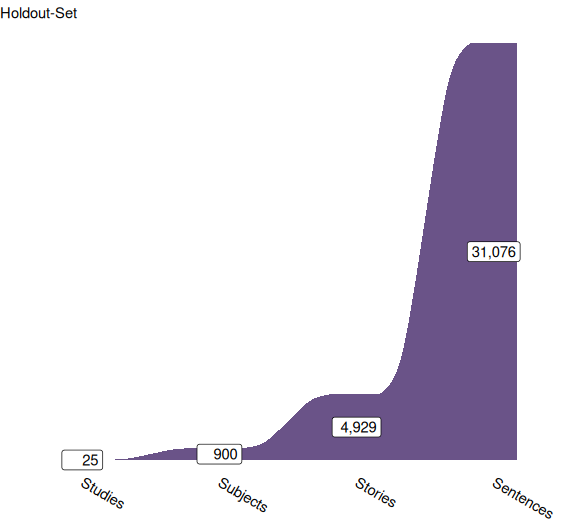 Holdout-Set
31,076
4,929
900
25
Studies
Subjects
Stories
Sentences